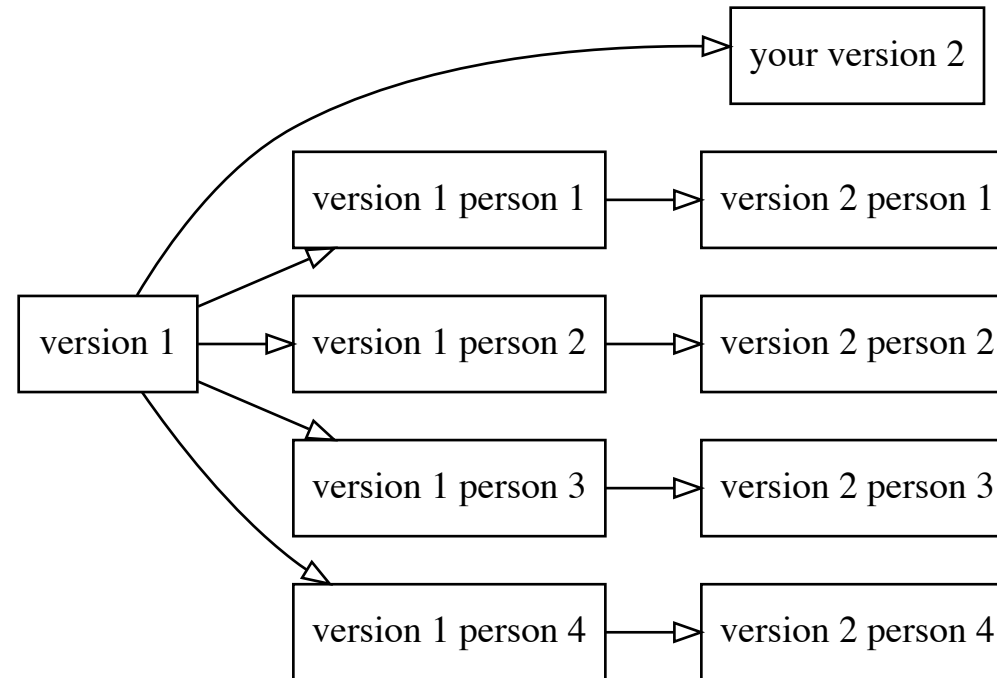 your version 2
version 1 person 1
version 2 person 1
version 1
version 1 person 2
version 2 person 2
version 1 person 3
version 2 person 3
version 1 person 4
version 2 person 4